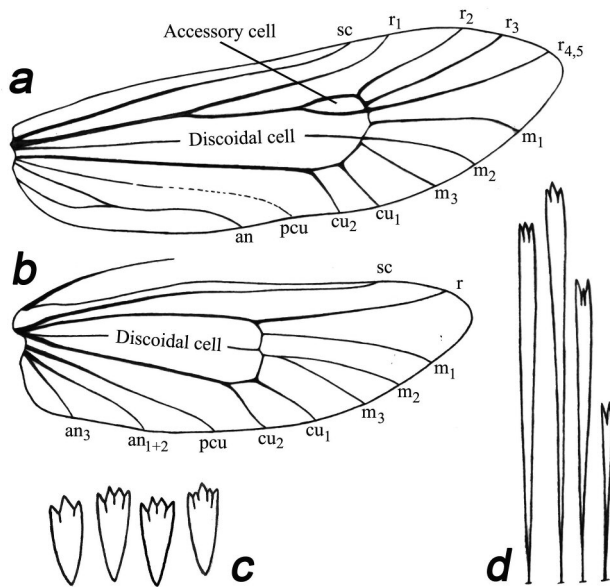 a
Accessory cell
sc
r1
r2
r3
r4,5
Discoidal cell
m1
m2
m3
cu1
cu2
pcu
an
b
sc
r
Discoidal cell
m1
m2
m3
cu1
cu2
pcu
an1+2
an3
c
d